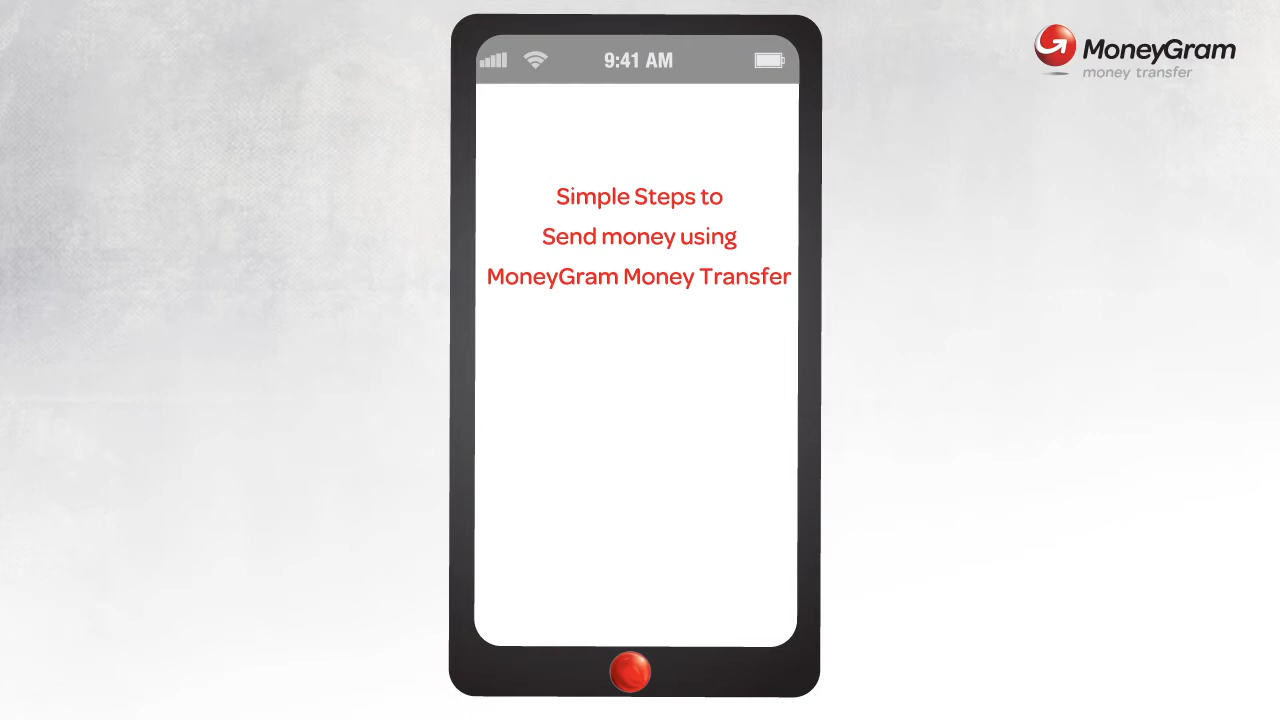 9:41 AM
MoneyGram
money transfer
Simple Steps to
Send money using
MoneyGram Money Transfer